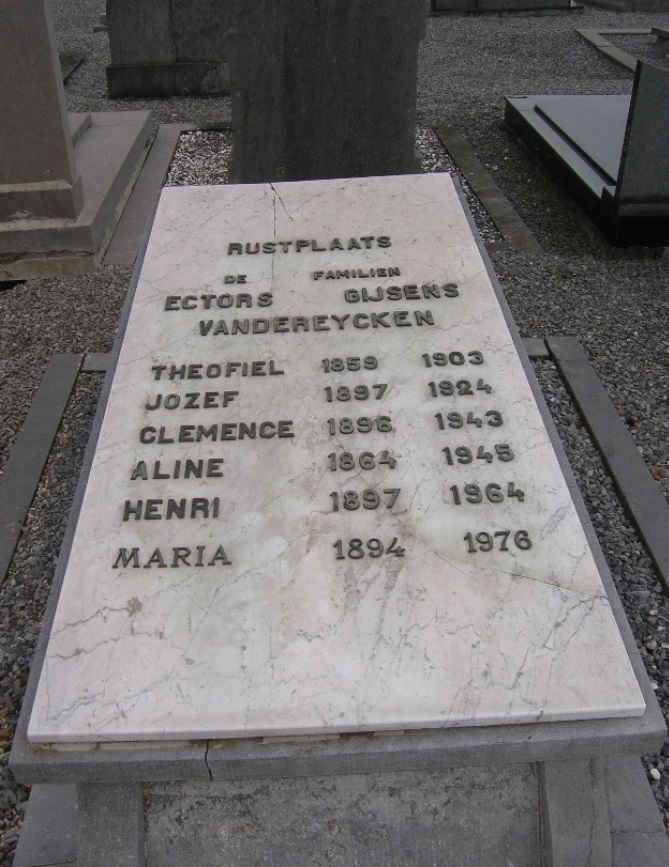 RUSTPLAATS
DE FAMILIEN
ECTORS GIJSENS
VANDEREYCKEN
THEOFIEL 1859 1903
JOZEF 1897 1924
CLEMENCE 1896 1943
ALINE 1864 1945
HENRI 1897 1964
MARIA 1894 1976